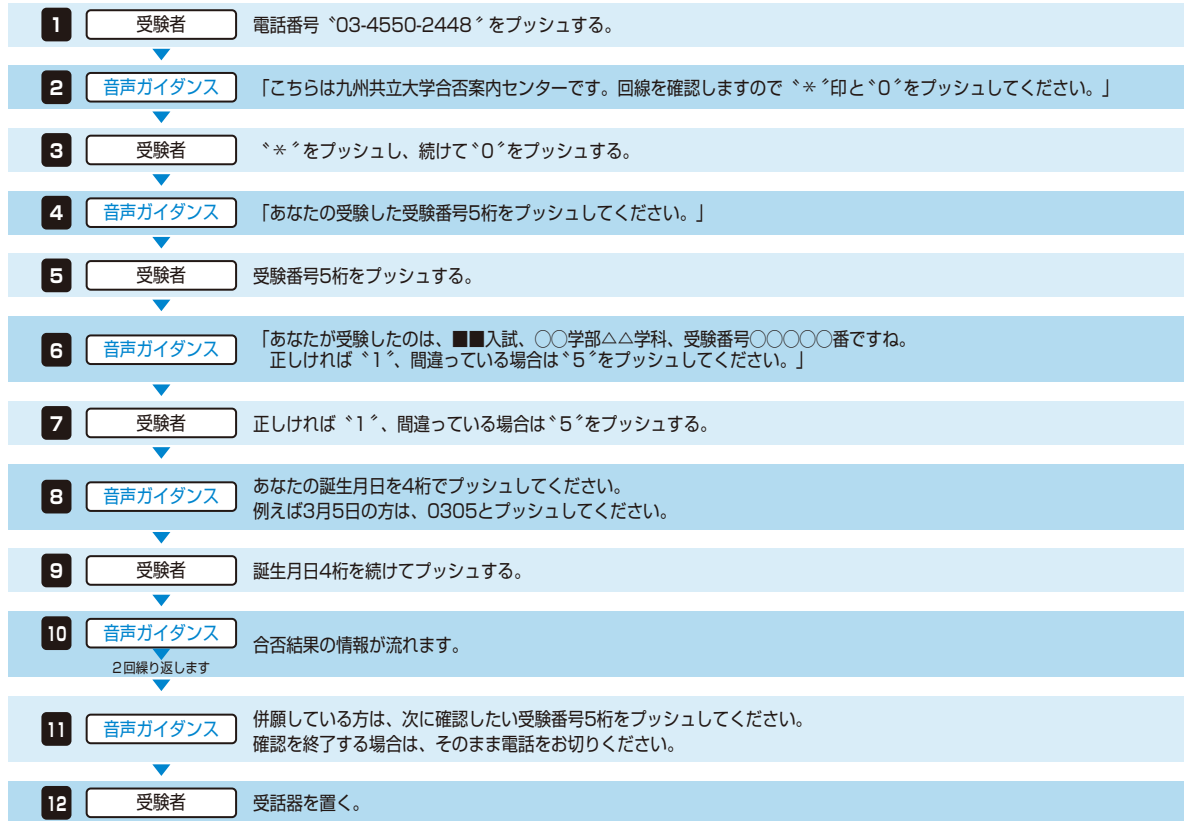 1 受験者 電話番号〝03-4550-2448〞をプッシュする。
2 音声ガイダンス 「こちらは九州共立大学合否案内センターです。回線を確認しますので〝＊〞印と〝0〞をプッシュしてください。」
3 受験者 〝＊〞をプッシュし、続けて〝0〞をプッシュする。
4 音声ガイダンス 「あなたの受験した受験番号5桁をプッシュしてください。」
5 受験者 受験番号5桁をプッシュする。
6 音声ガイダンス 「あなたが受験したのは、■■入試、○○学部△△学科、受験番号○○○○○番ですね。
正しければ〝1〞、間違っている場合は〝5〞をプッシュしてください。」
7 受験者 正しければ〝1〞、間違っている場合は〝5〞をプッシュする。
8 音声ガイダンス あなたの誕生月日を4桁でプッシュしてください。
例えば3月5日の方は、0305とプッシュしてください。
9 受験者 誕生月日4桁を続けてプッシュする。
10 音声ガイダンス 合否結果の情報が流れます。
2回繰り返します
11 音声ガイダンス 併願している方は、次に確認したい受験番号5桁をプッシュしてください。
確認を終了する場合は、そのまま電話をお切りください。
12 受験者 受話器を置く。